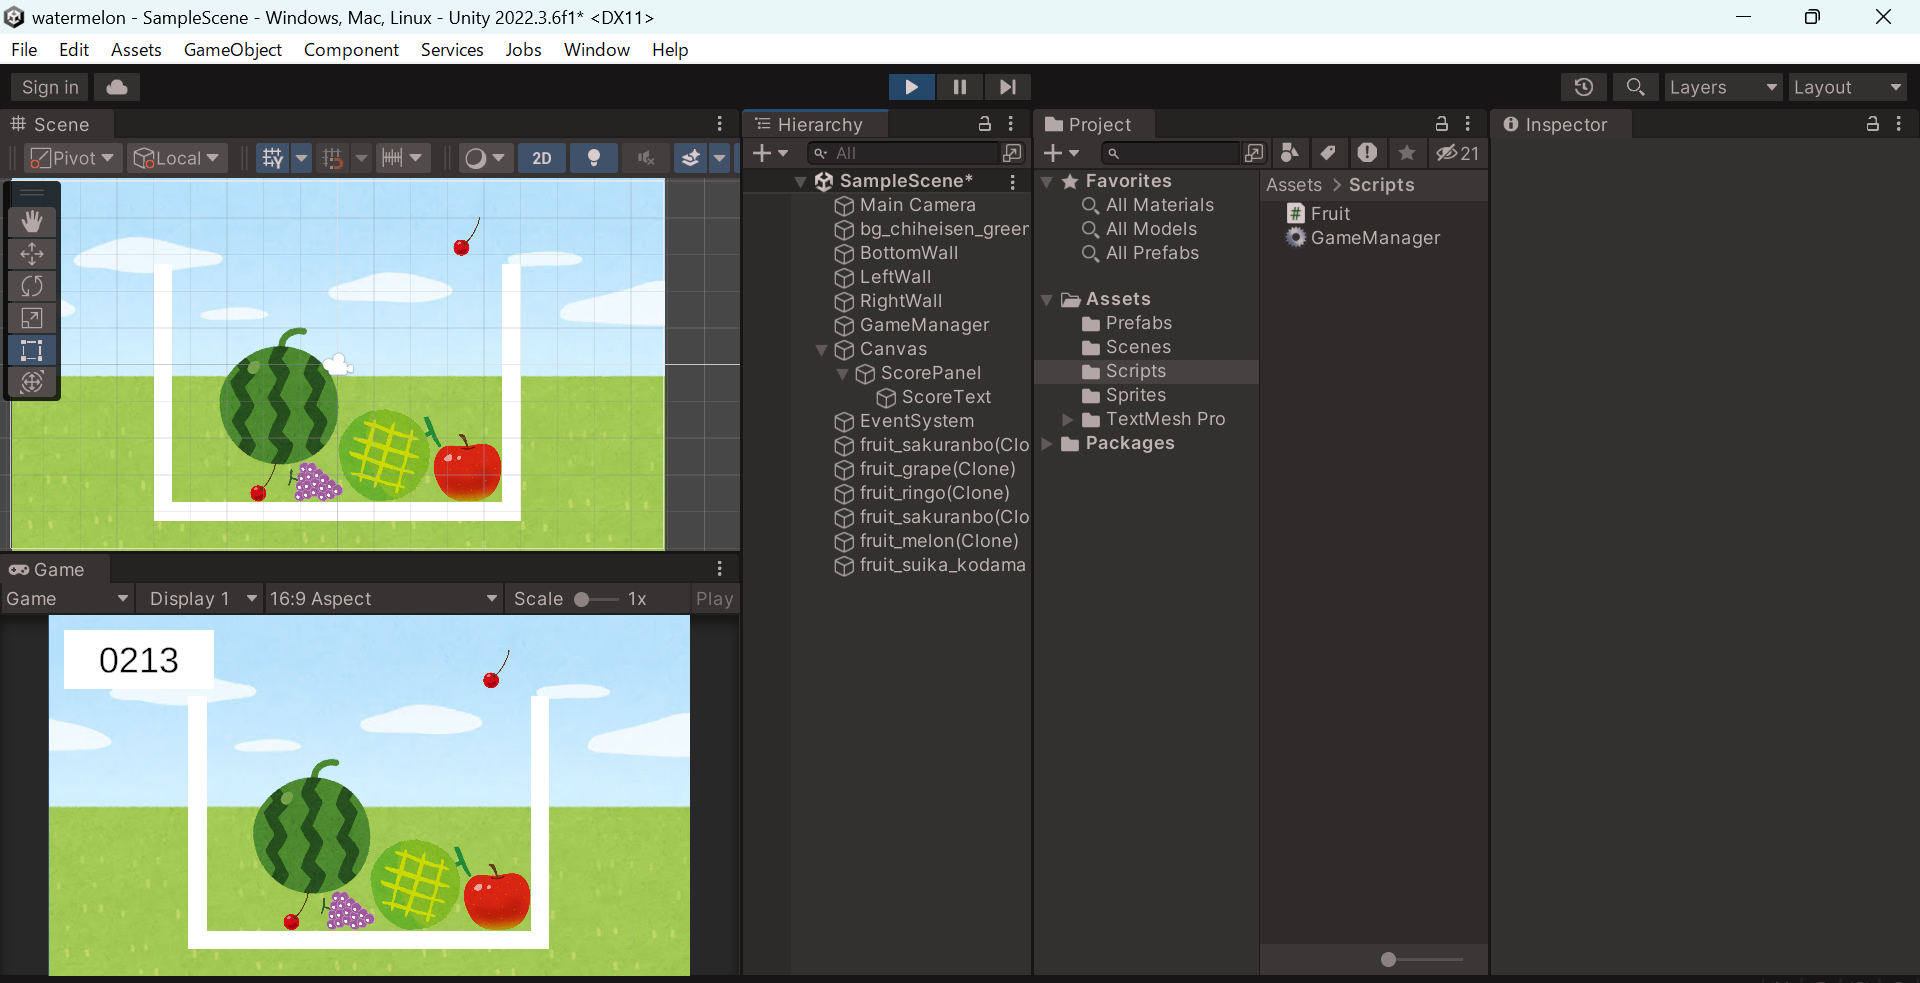 watermelon - SampleScene - Windows, Mac, Linux - Unity 2022.3.6f1* <DX11>
File Edit Assets GameObject Component Services Jobs Window Help
Sign in
Layers
Layout
Scene
Pivot
Local
2D
Game
Game
Display 1
16:9 Aspect
Scale
1x
Play
0213
Hierarchy
All
SampleScene*
Main Camera
bg_chiheisen_greer
BottomWall
LeftWall
RightWall
GameManager
Canvas
ScorePanel
ScoreText
EventSystem
fruit_sakuranbo(Clo
fruit_grape(Clone)
fruit_ringo(Clone)
fruit_sakuranbo(Clo
fruit_melon(Clone)
fruit_suika_kodama
Project
21
Favorites
All Materials
All Models
All Prefabs
Assets
Prefabs
Scenes
Scripts
Sprites
TextMesh Pro
Packages
Assets > Scripts
Fruit
GameManager
Inspector